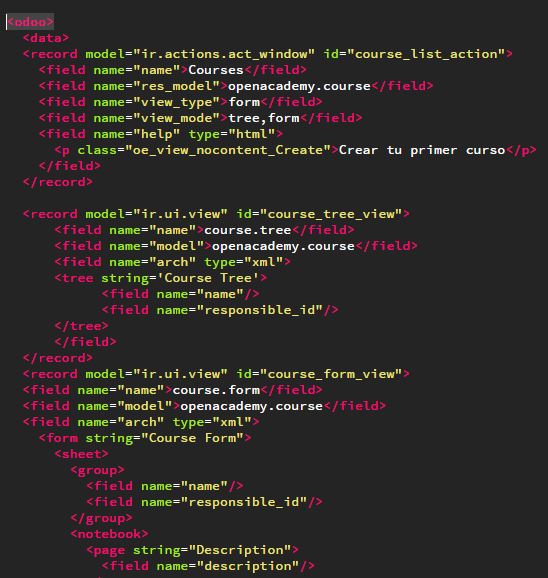 <odoo>
<data>
<record model="ir.actions.act_window" id="course_list_action">
<field name="name">Courses</field>
<field name="res_model">openacademy.course</field>
<field name="view_type">form</field>
<field name="view_mode">tree,form</field>
<field name="help" type="html">
<p class="oe_view_nocontent_Create">Crear tu primer curso</p>
</field>
</record>
<record model="ir.ui.view" id="course_tree_view">
<field name="name">course.tree</field>
<field name="model">openacademy.course</field>
<field name="arch" type="xml">
<tree string='Course Tree'>
<field name="name"/>
<field name="responsible_id"/>
</tree>
</field>
</record>
<record model="ir.ui.view" id="course_form_view">
<field name="name">course.form</field>
<field name="model">openacademy.course</field>
<field name="arch" type="xml">
<form string="Course Form">
<sheet>
<group>
<field name="name"/>
<field name="responsible_id"/>
</group>
<notebook>
<page string="Description">
<field name="description"/>